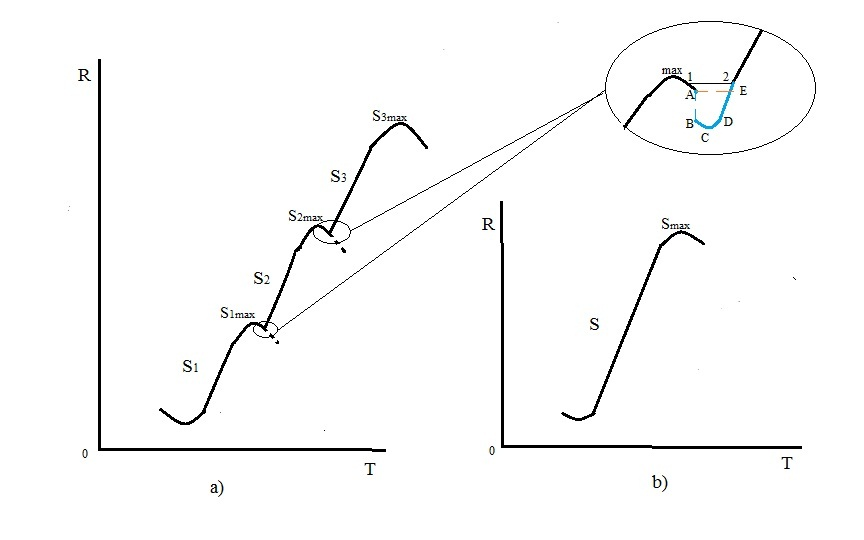 R
S3max
S3
S2max
S2
S1max
S1
0
T
a)
max 1 2
A E
B D
C
R
Smax
S
0
T
b)